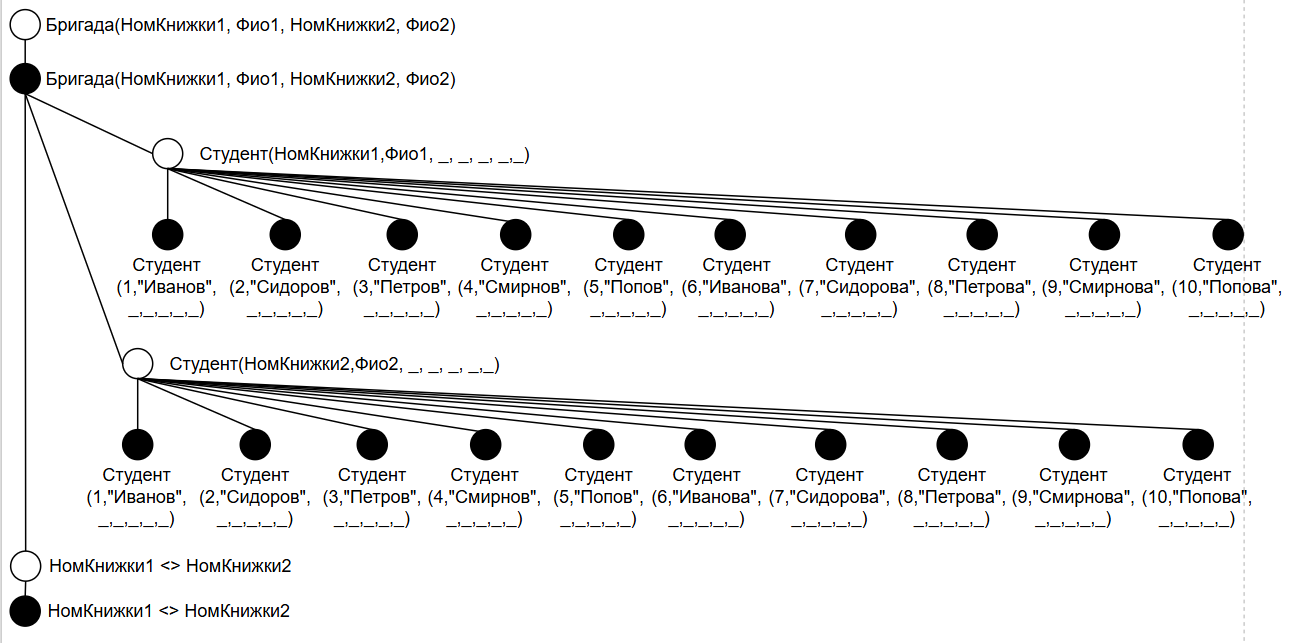 Бригада(НомКнижки1, Фио1, НомКнижки2, Фио2)
Бригада(НомКнижки1, Фио1, НомКнижки2, Фио2)
Студент(НомКнижки1,Фио1, _, _, _, _,_)
Студент Студент Студент Студент Студент Студент Студент Студент Студент Студент
(1,"Иванов", (2,"Сидоров", (3,"Петров", (4,"Смирнов", (5,"Попов", (6,"Иванова", (7,"Сидорова", (8,"Петрова", (9,"Смирнова", (10,"Попова",
_,_,_,_,_) _,_,_,_,_) _,_,_,_,_) _,_,_,_,_) _,_,_,_,_) _,_,_,_,_) _,_,_,_,_) _,_,_,_,_) _,_,_,_,_) _,_,_,_,_)
Студент(НомКнижки2,Фио2, _, _, _, _,_)
Студент Студент Студент Студент Студент Студент Студент Студент Студент Студент
(1,"Иванов", (2,"Сидоров", (3,"Петров", (4,"Смирнов", (5,"Попов", (6,"Иванова", (7,"Сидорова", (8,"Петрова", (9,"Смирнова", (10,"Попова",
_,_,_,_,_) _,_,_,_,_) _,_,_,_,_) _,_,_,_,_) _,_,_,_,_) _,_,_,_,_) _,_,_,_,_) _,_,_,_,_) _,_,_,_,_) _,_,_,_,_)
НомКнижки1 <> НомКнижки2
НомКнижки1 <> НомКнижки2